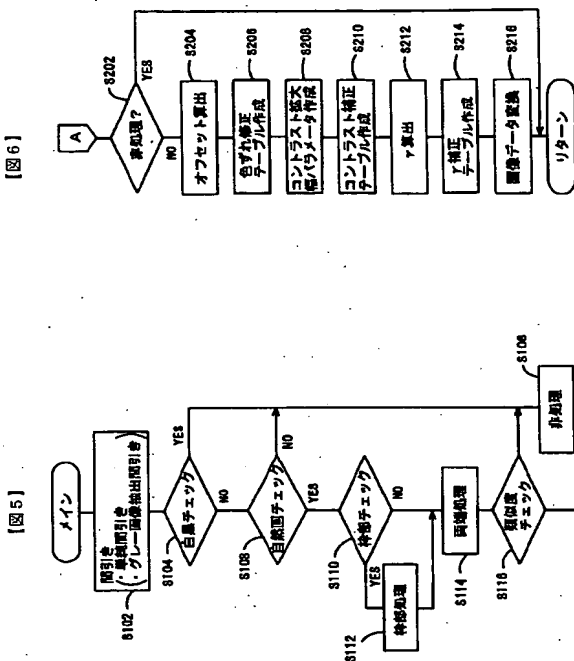 【図5】
メイン
間引き
(・単純間引き
・グレー画像抽出間引き)
S102
白黒チェック
S104
YES
NO
自然画チェック
S108
NO
YES
枠部チェック
S110
YES
NO
枠部処理
S112
両端処理
S114
類似度
チェック
S116
非処理
S106
【図6】
A
非処理?
S202
YES
NO
オフセット算出
S204
色ずれ修正
テーブル作成
S206
コントラスト拡大
幅パラメータ作成
S208
コントラスト補正
テーブル作成
S210
γ算出
S212
γ補正
テーブル作成
S214
画像データ変換
S216
リターン